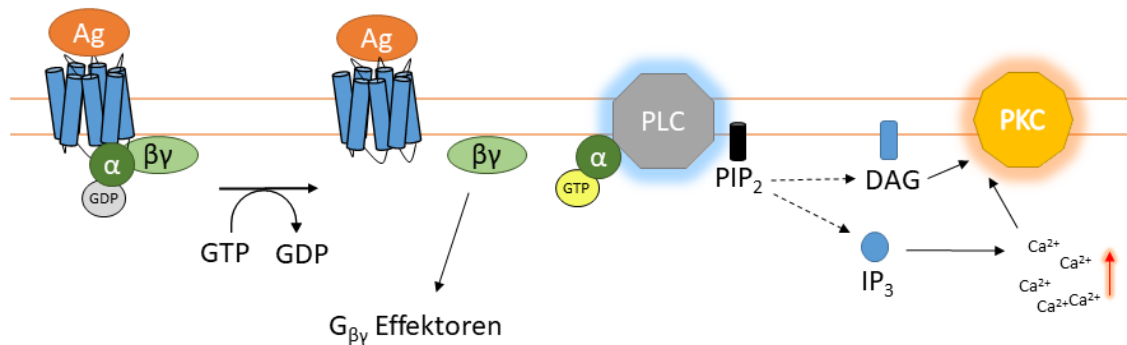 Ag
α
βγ
GDP
GTP
GDP
Ag
βγ
G_βγ Effektoren
α
GTP
PLC
PIP₂
DAG
IP₃
PKC
Ca²⁺
Ca²⁺
Ca²⁺
Ca²⁺Ca²⁺